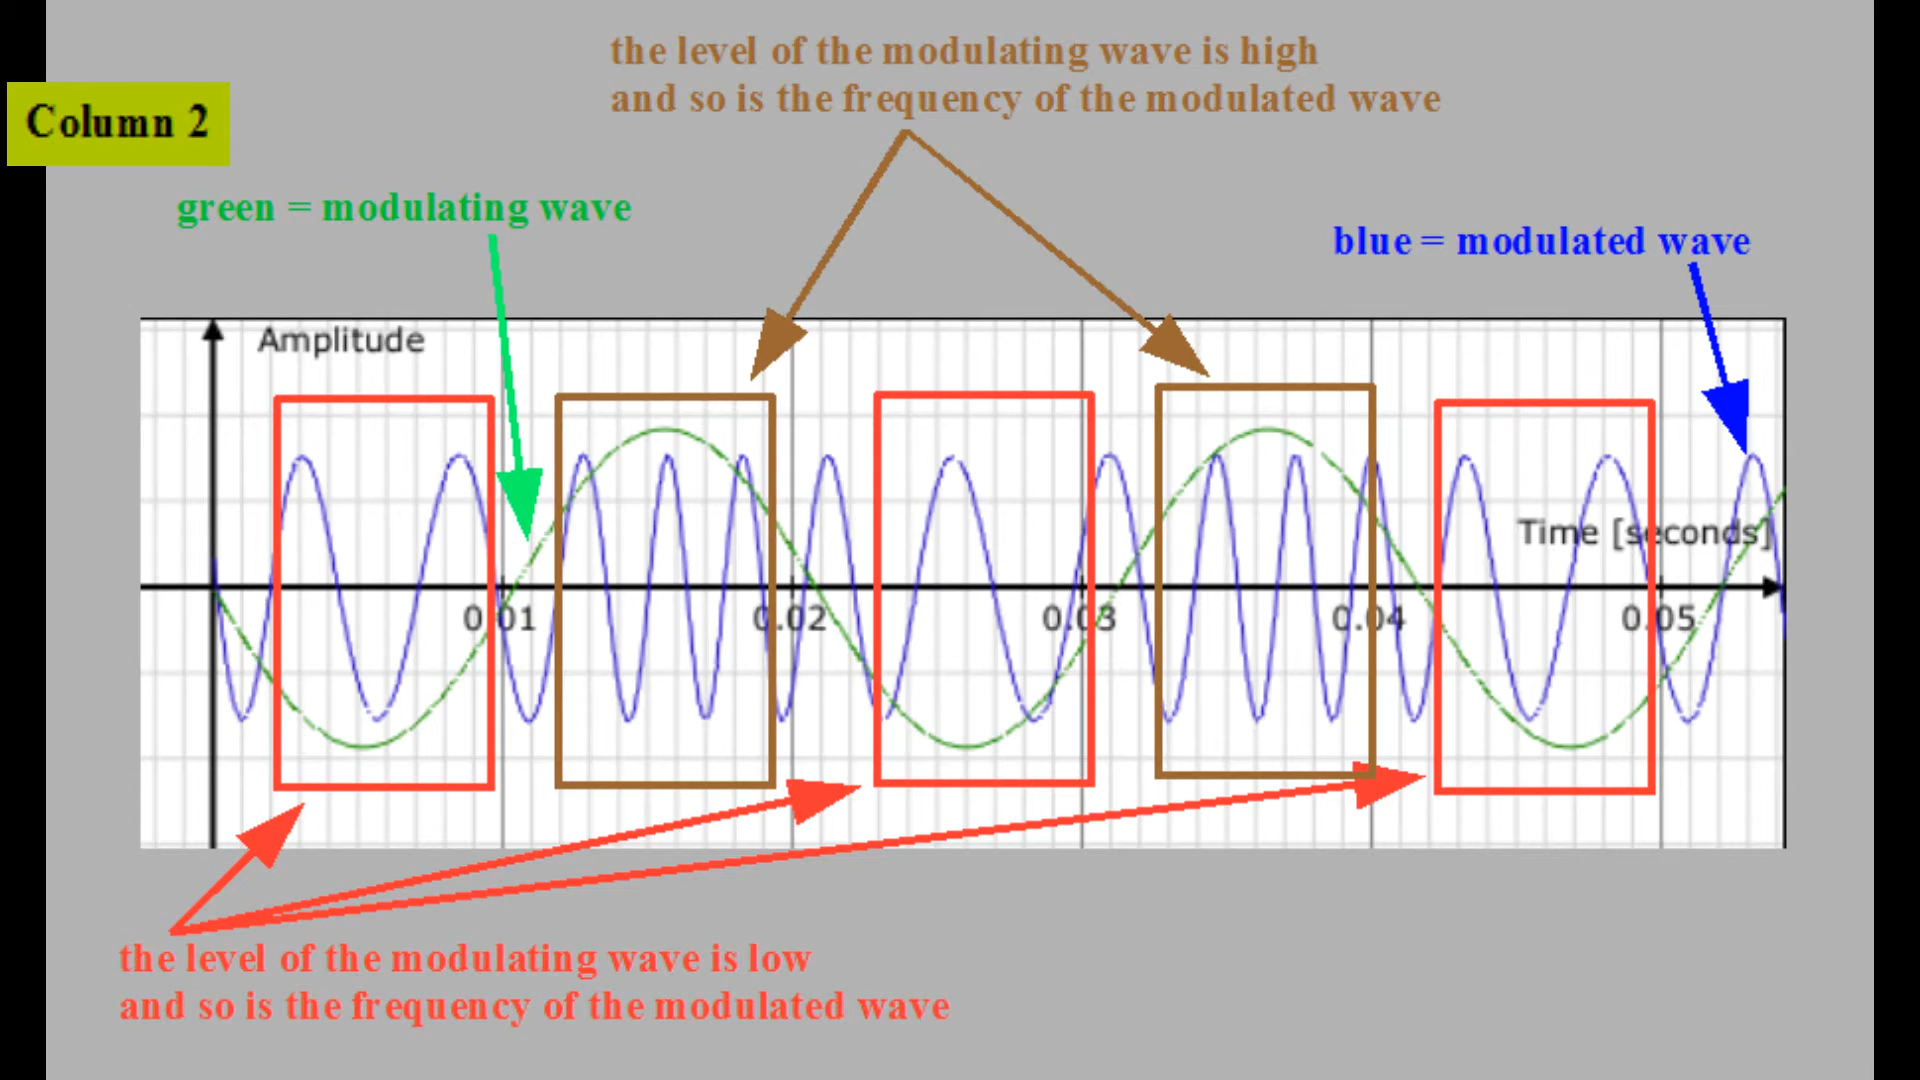 the level of the modulating wave is high
and so is the frequency of the modulated wave
Column 2
green = modulating wave
blue = modulated wave
Amplitude
Time [seconds]
0.01 0.02 0.03 0.04 0.05
the level of the modulating wave is low
and so is the frequency of the modulated wave